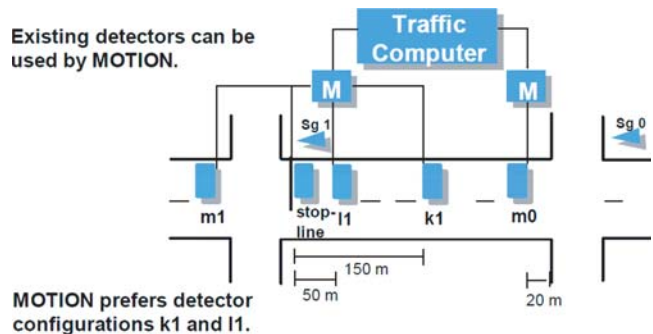 Existing detectors can be
used by MOTION.
Traffic
Computer
M
M
Sg 1
Sg 0
m1
stop-
line
l1
k1
m0
150 m
50 m
20 m
MOTION prefers detector
configurations k1 and l1.